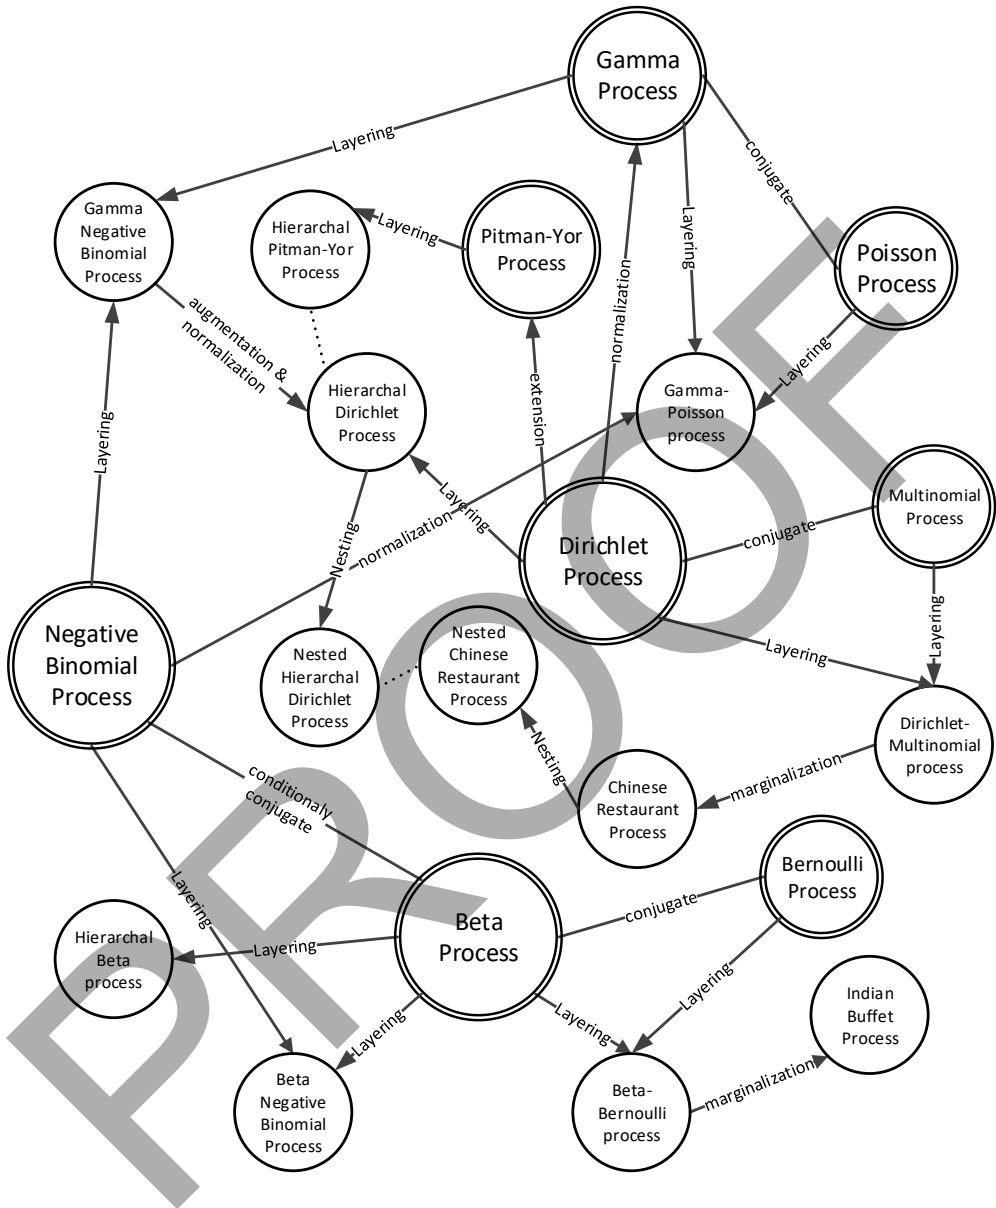 Gamma
Process
Layering
conjugate
Gamma
Negative
Binomial
Process
Hierarchal
Pitman-Yor
Process
Layering
Pitman-Yor
Process
Layering
Poisson
Process
augmentation &
normalization
normalization
Layering
Hierarchal
Dirichlet
Process
extension
Gamma-
Poisson
process
Layering
Layering
normalization
Multinomial
Process
Nesting
Dirichlet
Process
conjugate
Negative
Binomial
Process
Nested
Hierarchal
Dirichlet
Process
Nested
Chinese
Restaurant
Process
Layering
Layering
Dirichlet-
Multinomial
process
Nesting
Chinese
Restaurant
Process
marginalization
conditionaly
conjugate
Layering
Bernoulli
Process
Beta
Process
conjugate
Hierarchal
Beta
process
Layering
Layering
Layering
Layering
Indian
Buffet
Process
Beta
Negative
Binomial
Process
Beta-
Bernoulli
process
marginalization
PROOF